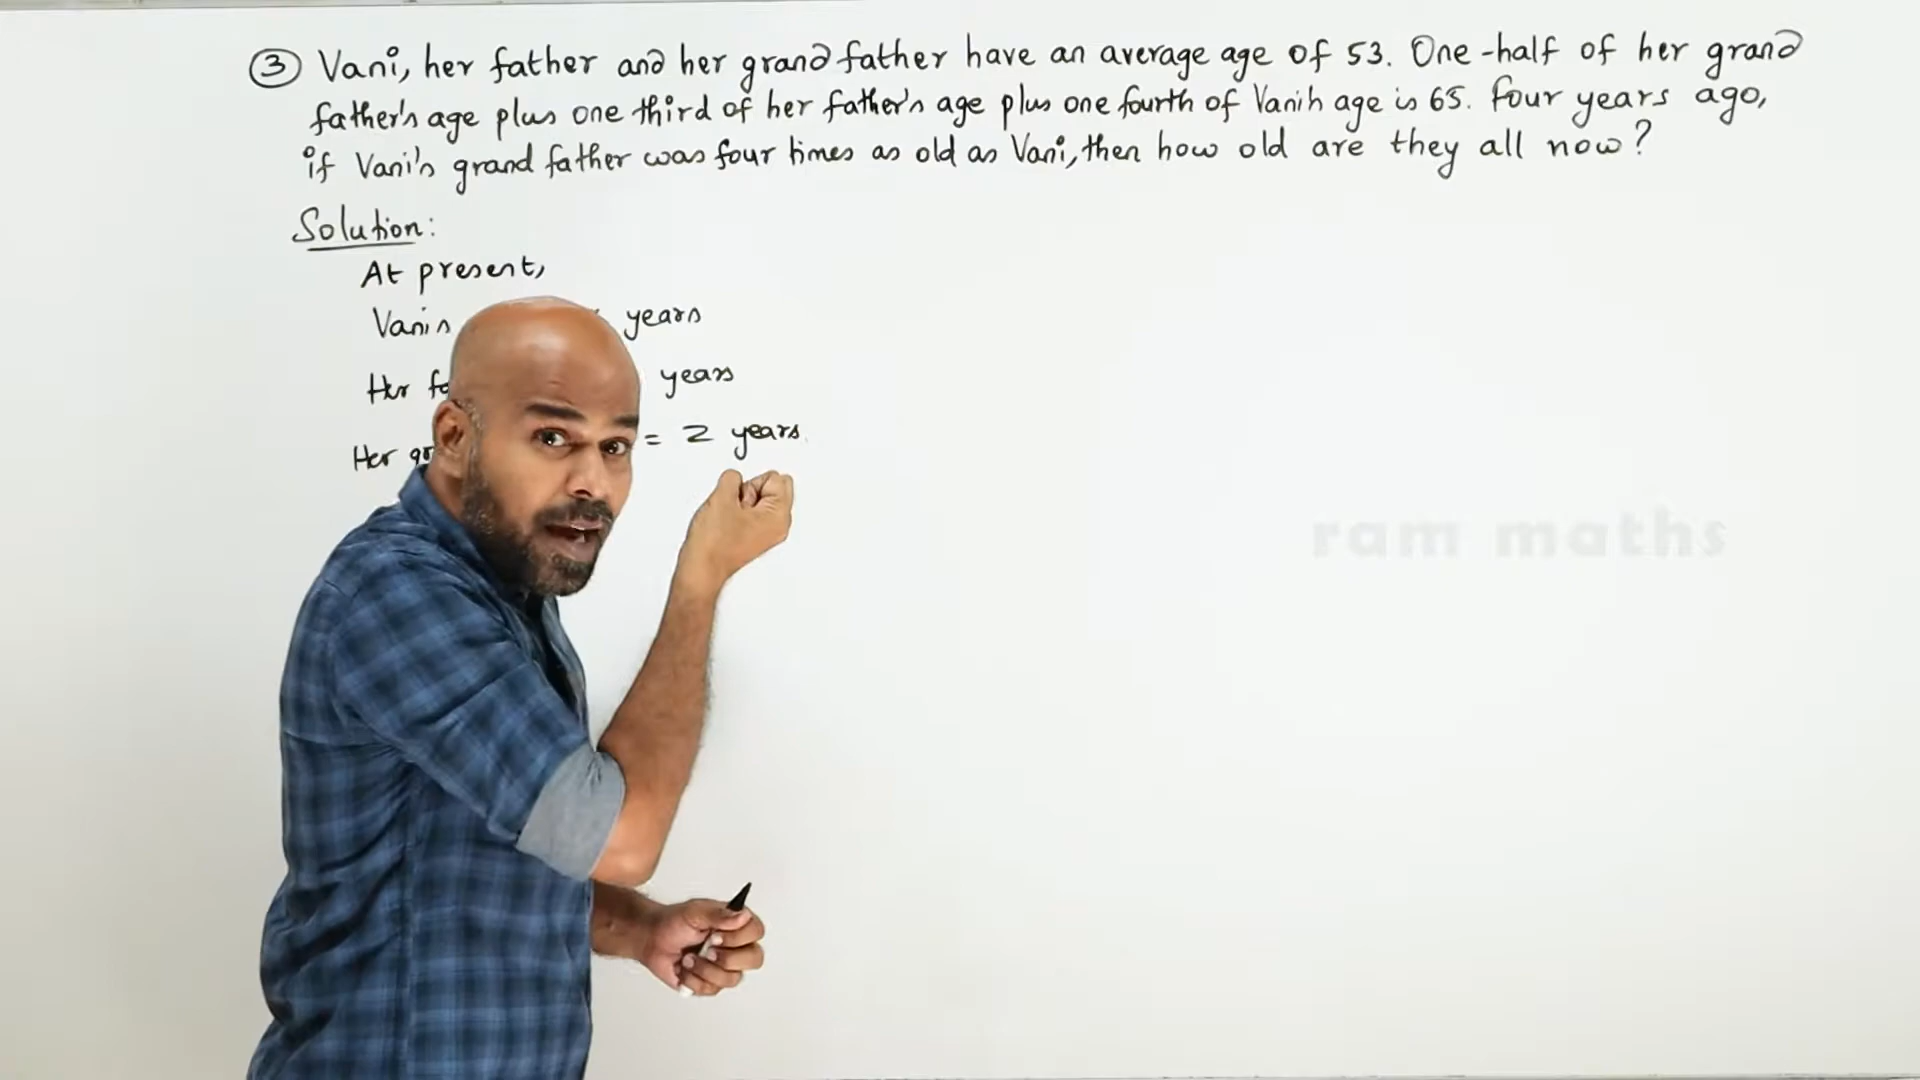 3 Vani, her father and her grand father have an average age of 53. One-half of her grand
father's age plus one third of her father's age plus one fourth of Vani's age is 65. Four years ago,
if Vani's grand father was four times as old as Vani, then how old are they all now?
Solution:
At present,
Vanis years
Her years
Her = z years
ram maths